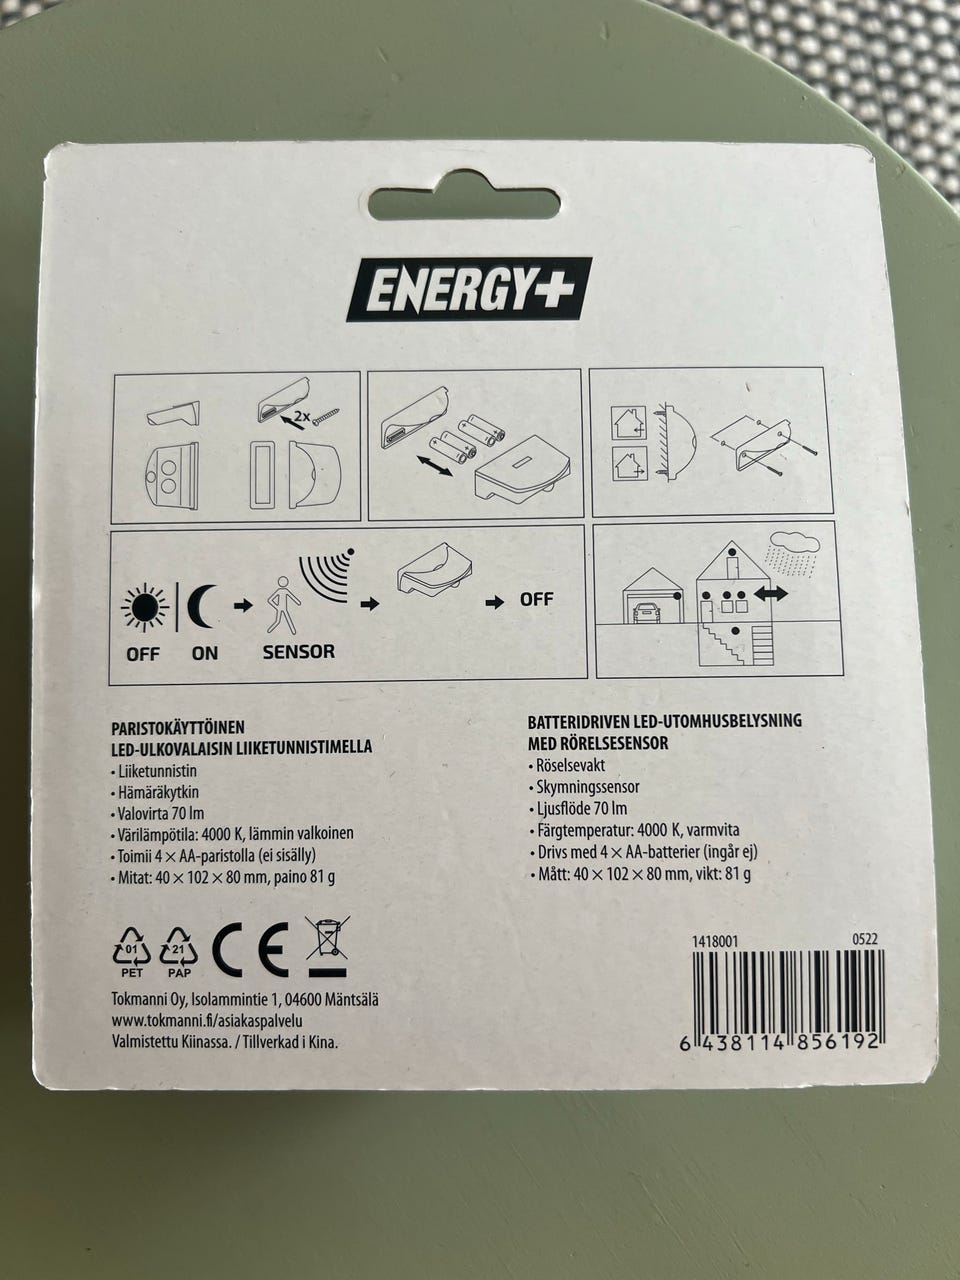 ENERGY+
2x
OFF
ON
SENSOR
OFF
PARISTOKÄYTTÖINEN
LED-ULKOVALAISIN LIIKETUNNISTIMELLA
• Liiketunnistin
• Hämäräkytkin
• Valovirta 70 lm
• Värilämpötila: 4000 K, lämmin valkoinen
• Toimii 4 × AA-paristolla (ei sisälly)
• Mitat: 40 × 102 × 80 mm, paino 81 g
BATTERIDRIVEN LED-UTOMHUSBELYSNING
MED RÖRELSESENSOR
• Röselsevakt
• Skymningssensor
• Ljusflöde 70 lm
• Färgtemperatur: 4000 K, varmvita
• Drivs med 4 × AA-batterier (ingår ej)
• Mått: 40 × 102 × 80 mm, vikt: 81 g
01 21
PET PAP
CE
Tokmanni Oy, Isolammintie 1, 04600 Mäntsälä
www.tokmanni.fi/asiakaspalvelu
Valmistettu Kiinassa. / Tillverkad i Kina.
1418001 0522
6 438114 856192